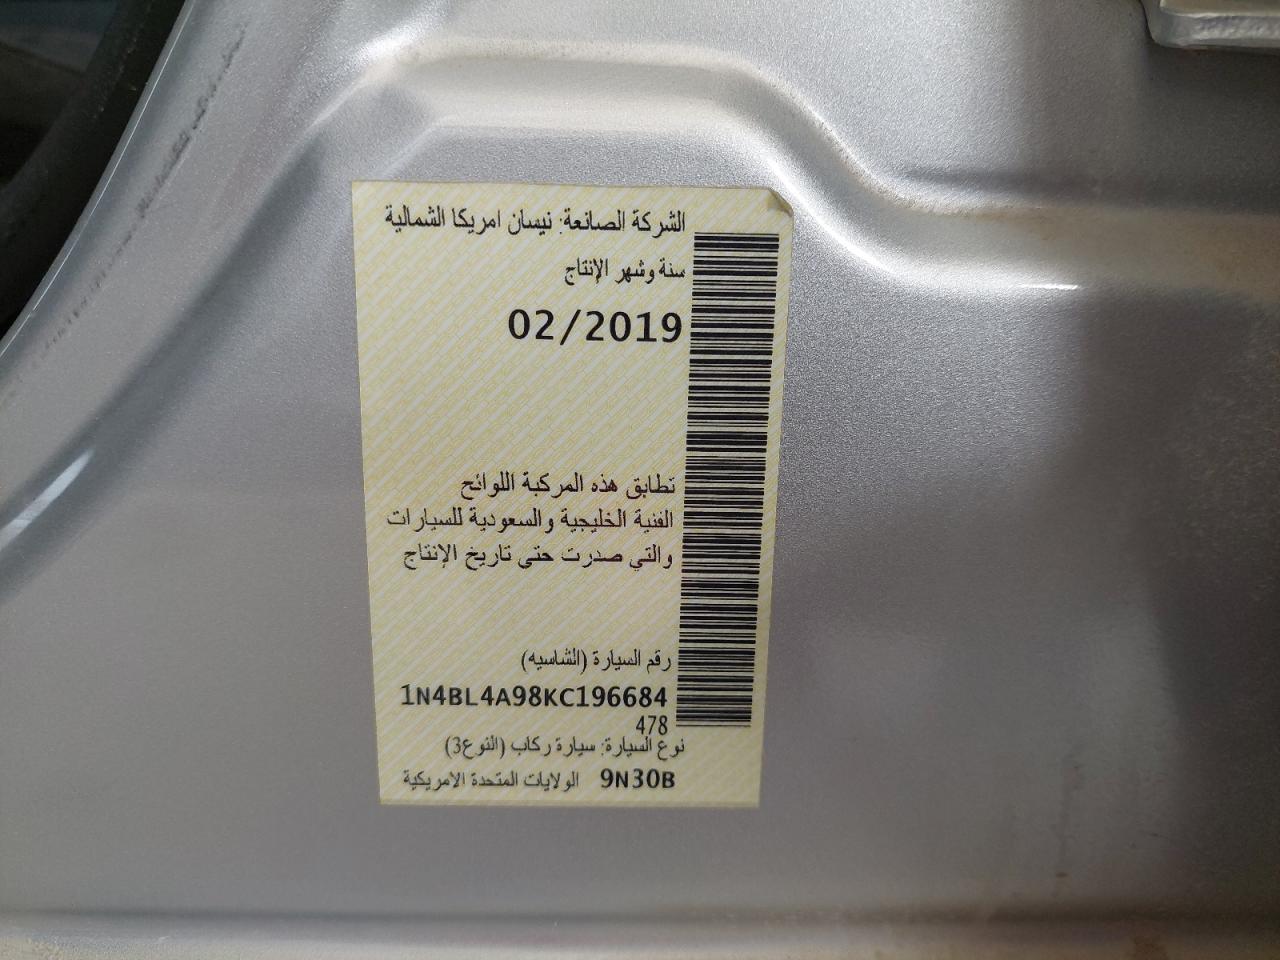 الشركة الصانعة: نيسان امريكا الشمالية
سنة وشهر الإنتاج
02/2019
تطابق هذه المركبة اللوائح
الفنية الخليجية والسعودية للسيارات
والتي صدرت حتى تاريخ الإنتاج
رقم السيارة (الشاسيه)
1N4BL4A98KC196684
478
نوع السيارة: سيارة ركاب (النوع3)
9N30B الولايات المتحدة الامريكية